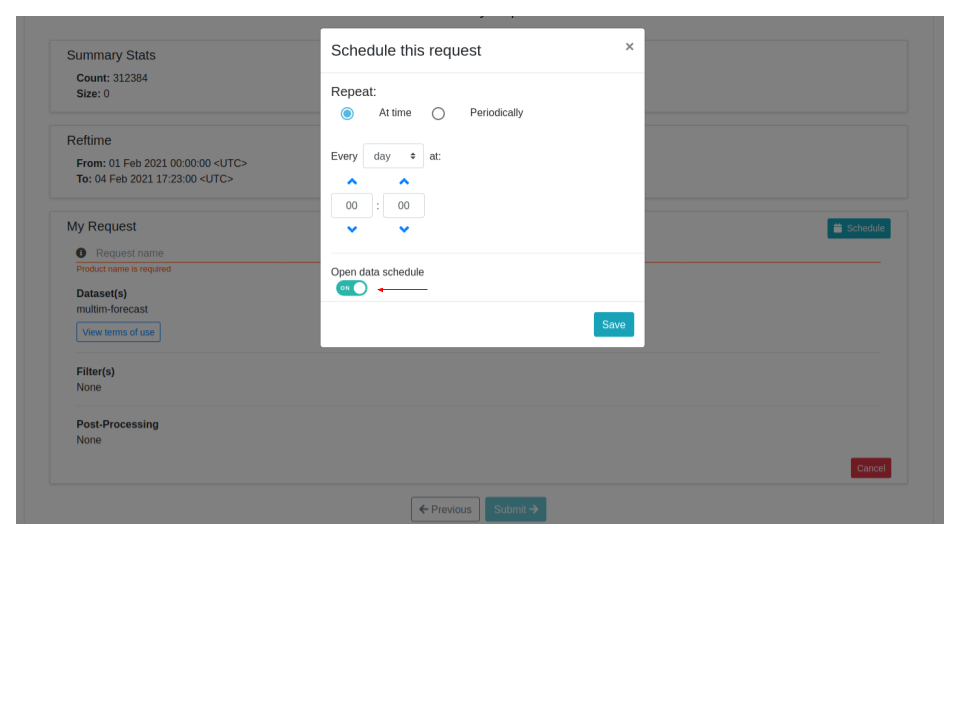 Schedule this request
×
Repeat:
At time
Periodically
Every day at:
00 : 00
Open data schedule
ON
Save
Summary Stats
Count: 312384
Size: 0
Reftime
From: 01 Feb 2021 00:00:00 <UTC>
To: 04 Feb 2021 17:23:00 <UTC>
My Request
Schedule
Request name
Product name is required
Dataset(s)
multim-forecast
View terms of use
Filter(s)
None
Post-Processing
None
Cancel
Previous
Submit